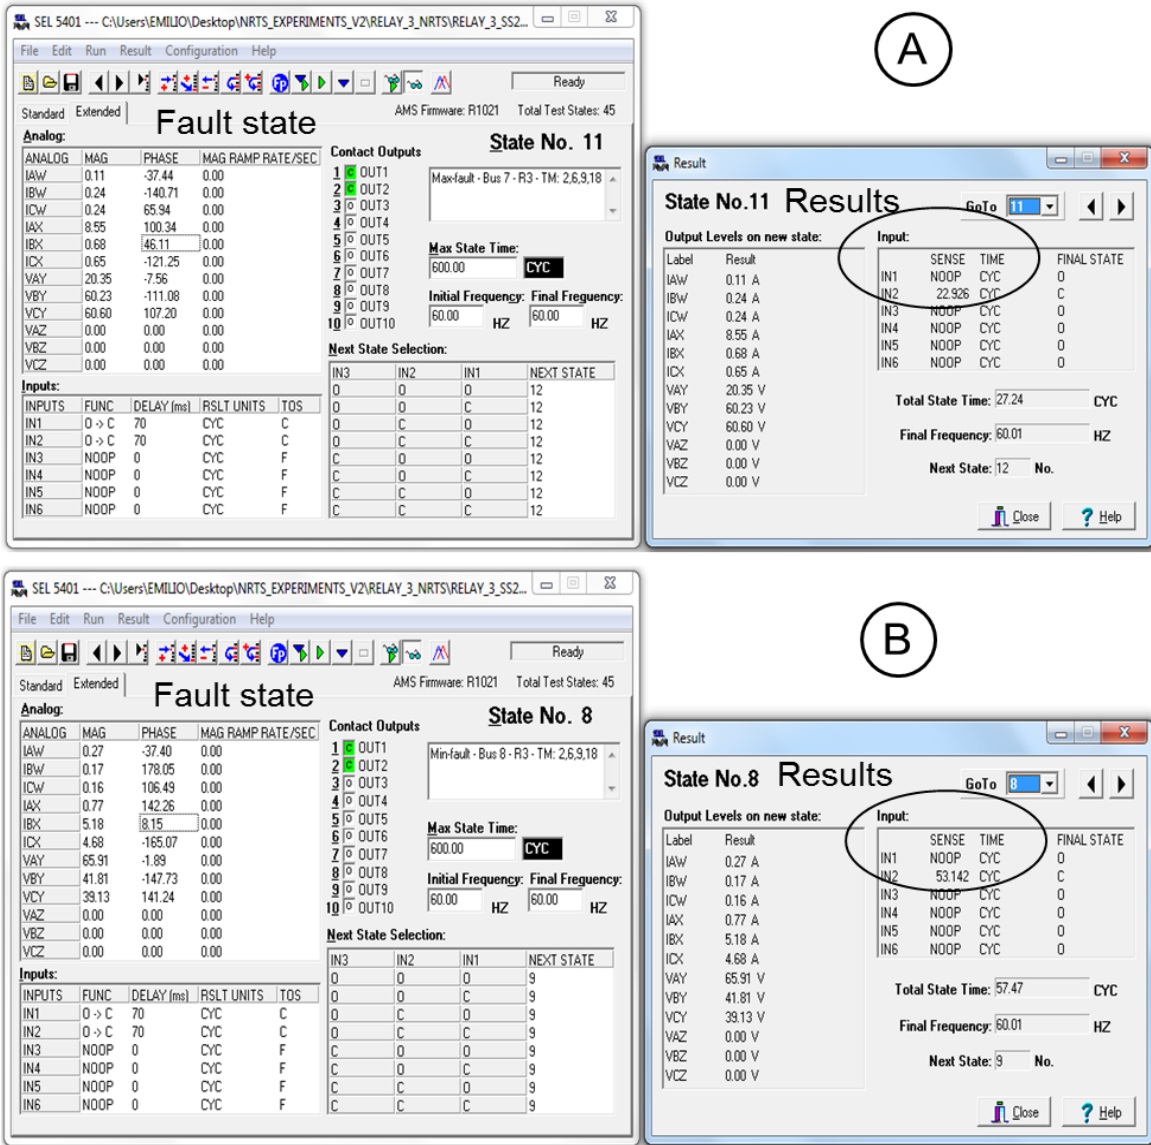 SEL 5401 --- C:\Users\EMILIO\Desktop\NRTS_EXPERIMENTS_V2\RELAY_3_NRTS\RELAY_3_SS2...
File Edit Run Result Configuration Help
Ready
Standard Extended
AMS Firmware: R1021 Total Test States: 45
Fault state
State No. 11
Analog:
ANALOG MAG PHASE MAG RAMP RATE/SEC
IAW 0.11 -37.44 0.00
IBW 0.24 -140.71 0.00
ICW 0.24 65.94 0.00
IAX 8.55 100.34 0.00
IBX 0.68 46.11 0.00
ICX 0.65 -121.25 0.00
VAY 20.35 -7.56 0.00
VBY 60.23 -111.08 0.00
VCY 60.60 107.20 0.00
VAZ 0.00 0.00 0.00
VBZ 0.00 0.00 0.00
VCZ 0.00 0.00 0.00
Contact Outputs
1 C OUT1
2 C OUT2
3 O OUT3
4 O OUT4
5 O OUT5
6 O OUT6
7 O OUT7
8 O OUT8
9 O OUT9
10 O OUT10
Max-fault - Bus 7 - R3 - TM: 2,6,9,18
Max State Time:
600.00 CYC
Initial Frequency: Final Frequency:
60.00 HZ 60.00 HZ
Inputs:
INPUTS FUNC DELAY (ms) RSLT UNITS TOS
IN1 O -> C 70 CYC C
IN2 O -> C 70 CYC C
IN3 NOOP 0 CYC F
IN4 NOOP 0 CYC F
IN5 NOOP 0 CYC F
IN6 NOOP 0 CYC F
Next State Selection:
IN3 IN2 IN1 NEXT STATE
O O O 12
O O C 12
O C O 12
O C C 12
C O O 12
C O C 12
C C O 12
C C C 12
A
Result
State No.11 Results
GoTo 11
Output Levels on new state:
Label Result
IAW 0.11 A
IBW 0.24 A
ICW 0.24 A
IAX 8.55 A
IBX 0.68 A
ICX 0.65 A
VAY 20.35 V
VBY 60.23 V
VCY 60.60 V
VAZ 0.00 V
VBZ 0.00 V
VCZ 0.00 V
Input:
SENSE TIME FINAL STATE
IN1 NOOP CYC O
IN2 22.926 CYC C
IN3 NOOP CYC O
IN4 NOOP CYC O
IN5 NOOP CYC O
IN6 NOOP CYC O
Total State Time: 27.24 CYC
Final Frequency: 60.01 HZ
Next State: 12 No.
Close Help
SEL 5401 --- C:\Users\EMILIO\Desktop\NRTS_EXPERIMENTS_V2\RELAY_3_NRTS\RELAY_3_SS2...
File Edit Run Result Configuration Help
Ready
Standard Extended
AMS Firmware: R1021 Total Test States: 45
Fault state
State No. 8
Analog:
ANALOG MAG PHASE MAG RAMP RATE/SEC
IAW 0.27 -37.40 0.00
IBW 0.17 178.05 0.00
ICW 0.16 106.49 0.00
IAX 0.77 142.26 0.00
IBX 5.18 8.15 0.00
ICX 4.68 -165.07 0.00
VAY 65.91 -1.89 0.00
VBY 41.81 -147.73 0.00
VCY 39.13 141.24 0.00
VAZ 0.00 0.00 0.00
VBZ 0.00 0.00 0.00
VCZ 0.00 0.00 0.00
Contact Outputs
1 C OUT1
2 C OUT2
3 O OUT3
4 O OUT4
5 O OUT5
6 O OUT6
7 O OUT7
8 O OUT8
9 O OUT9
10 O OUT10
Min-fault - Bus 8 - R3 - TM: 2,6,9,18
Max State Time:
600.00 CYC
Initial Frequency: Final Frequency:
60.00 HZ 60.00 HZ
Inputs:
INPUTS FUNC DELAY (ms) RSLT UNITS TOS
IN1 O -> C 70 CYC C
IN2 O -> C 70 CYC C
IN3 NOOP 0 CYC F
IN4 NOOP 0 CYC F
IN5 NOOP 0 CYC F
IN6 NOOP 0 CYC F
Next State Selection:
IN3 IN2 IN1 NEXT STATE
O O O 9
O O C 9
O C O 9
O C C 9
C O O 9
C O C 9
C C O 9
C C C 9
B
Result
State No.8 Results
GoTo 8
Output Levels on new state:
Label Result
IAW 0.27 A
IBW 0.17 A
ICW 0.16 A
IAX 0.77 A
IBX 5.18 A
ICX 4.68 A
VAY 65.91 V
VBY 41.81 V
VCY 39.13 V
VAZ 0.00 V
VBZ 0.00 V
VCZ 0.00 V
Input:
SENSE TIME FINAL STATE
IN1 NOOP CYC O
IN2 53.142 CYC C
IN3 NOOP CYC O
IN4 NOOP CYC O
IN5 NOOP CYC O
IN6 NOOP CYC O
Total State Time: 57.47 CYC
Final Frequency: 60.01 HZ
Next State: 9 No.
Close Help